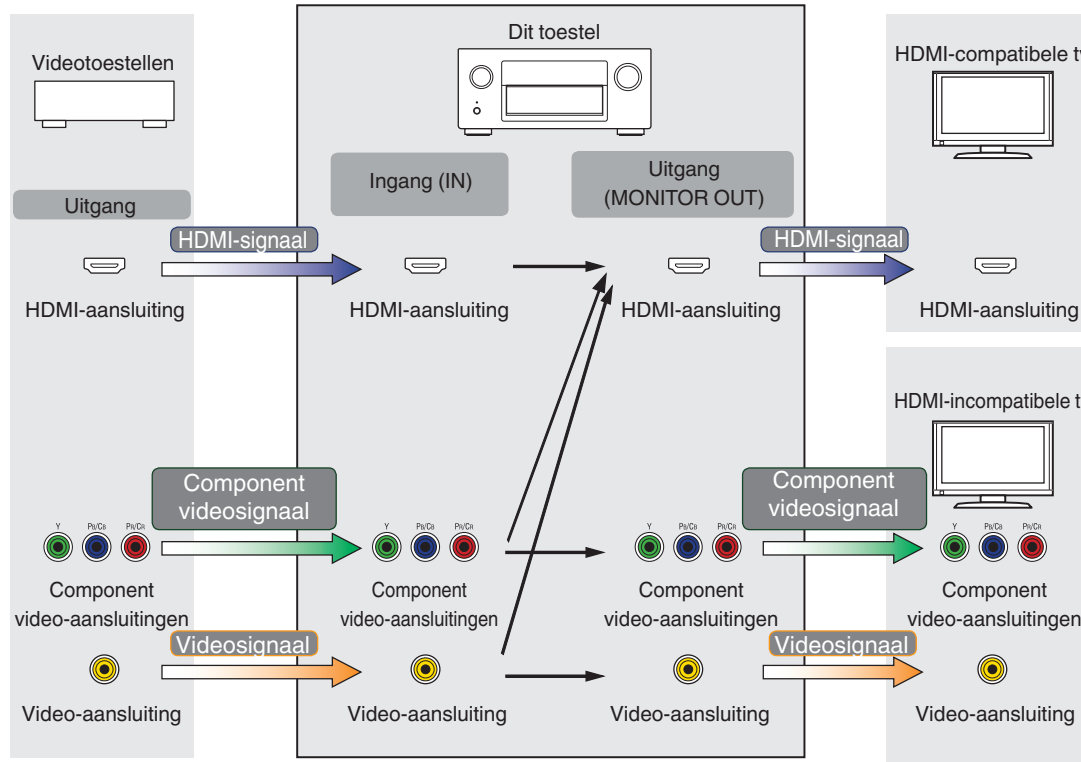 Videotoestellen
Dit toestel
HDMI-compatibele tv
Uitgang
Ingang (IN)
Uitgang
(MONITOR OUT)
HDMI-signaal
HDMI-signaal
HDMI-aansluiting
HDMI-aansluiting
HDMI-aansluiting
HDMI-aansluiting
HDMI-incompatibele t
Component
videosignaal
Component
videosignaal
Y PB/CB PR/CR
Y PB/CB PR/CR
Y PB/CB PR/CR
Y PB/CB PR/CR
Component
video-aansluitingen
Component
video-aansluitingen
Component
video-aansluitingen
Component
video-aansluitingen
Videosignaal
Videosignaal
Video-aansluiting
Video-aansluiting
Video-aansluiting
Video-aansluiting